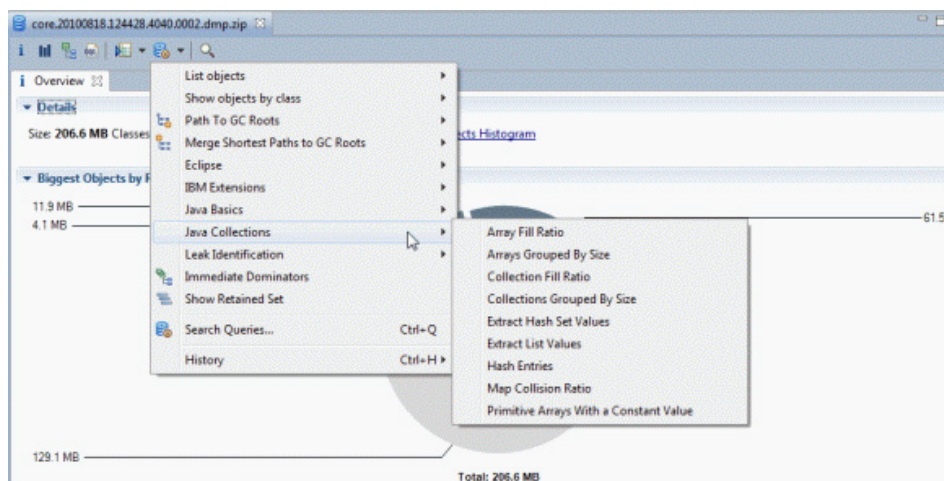 core.20100818.124428.4040.0002.dmp.zip
i
i Overview
Details
Size: 206.6 MB Classes
Histogram
Biggest Objects by
11.9 MB
4.1 MB
61.5
List objects
Show objects by class
Path To GC Roots
Merge Shortest Paths to GC Roots
Eclipse
IBM Extensions
Java Basics
Java Collections
Leak Identification
Immediate Dominators
Show Retained Set
Search Queries... Ctrl+Q
History Ctrl+H
Array Fill Ratio
Arrays Grouped By Size
Collection Fill Ratio
Collections Grouped By Size
Extract Hash Set Values
Extract List Values
Hash Entries
Map Collision Ratio
Primitive Arrays With a Constant Value
129.1 MB
Total: 206.6 MB